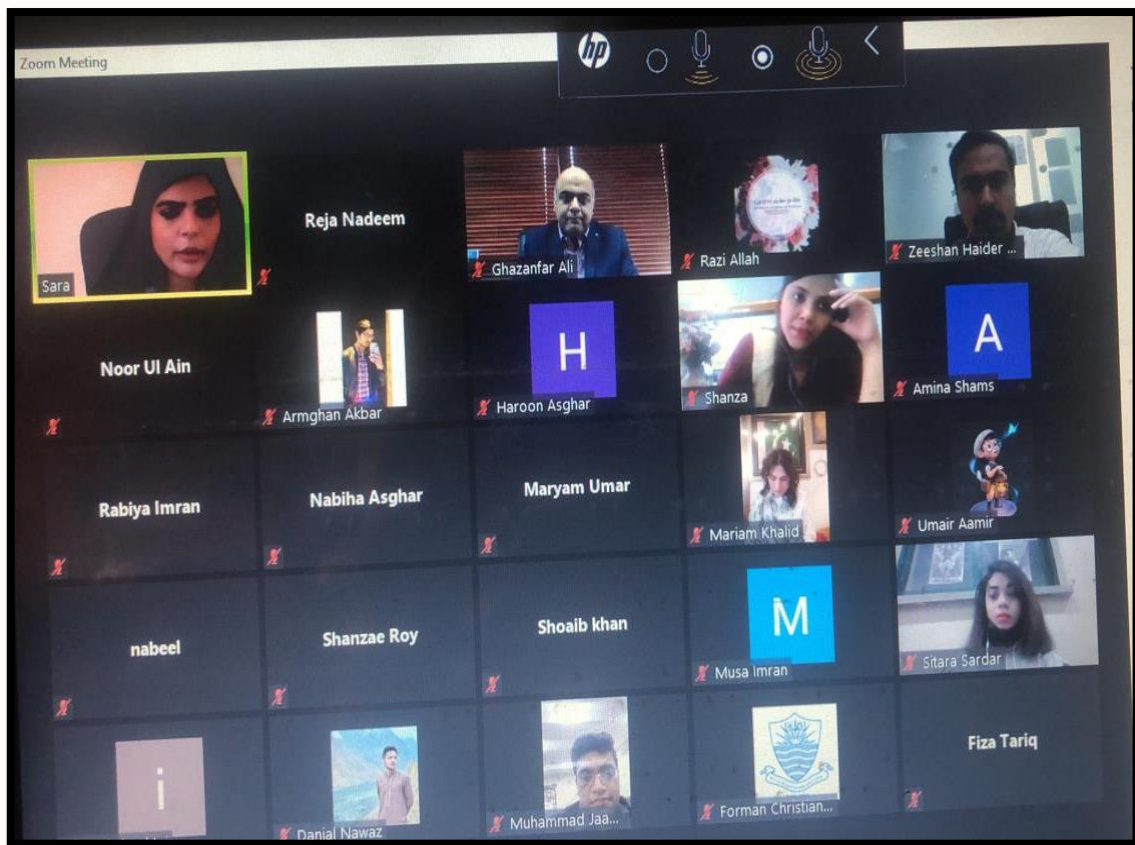 Zoom Meeting
hp
Sara
Reja Nadeem
Ghazanfar Ali
Razi Allah
Zeeshan Haider ...
Noor Ul Ain
Armghan Akbar
H
Haroon Asghar
Shanza
A
Amina Shams
Rabiya Imran
Nabiha Asghar
Maryam Umar
Mariam Khalid
Umair Aamir
nabeel
Shanzae Roy
Shoaib khan
M
Musa Imran
Sitara Sardar
i
Danial Nawaz
Muhammad Jaa...
Forman Christian...
Fiza Tariq